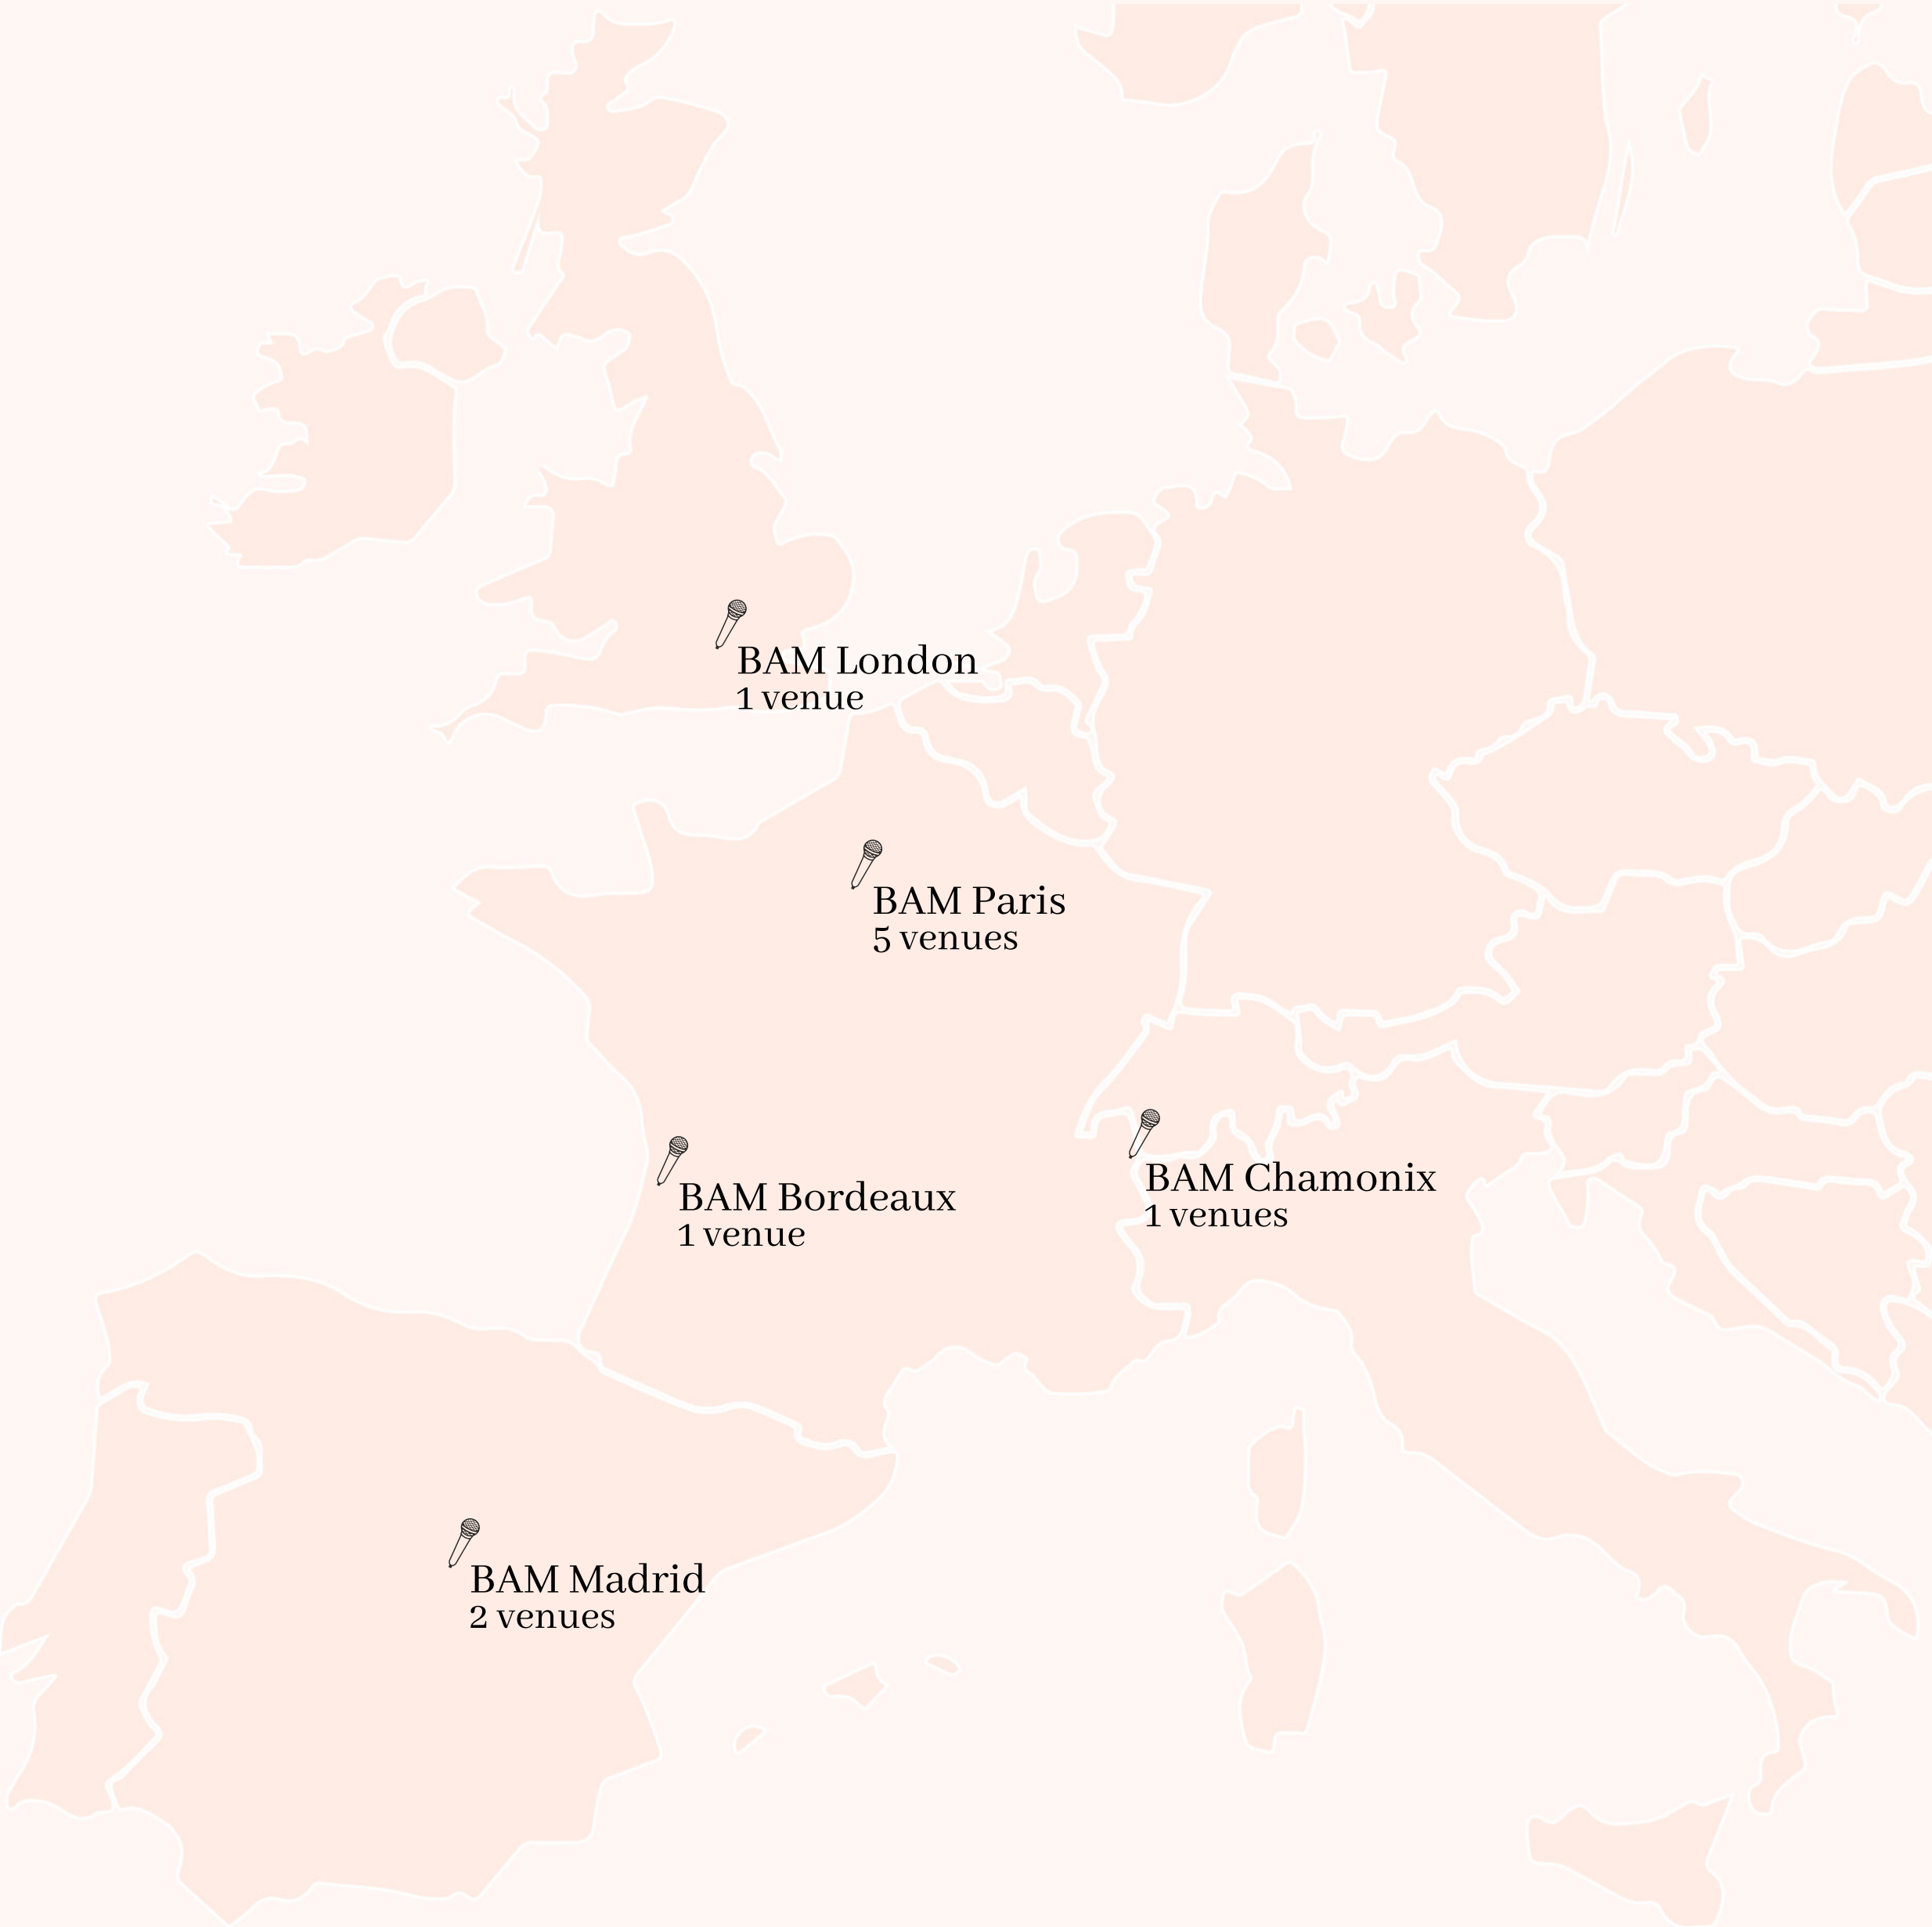 BAM London
1 venue
BAM Paris
5 venues
BAM Chamonix
1 venues
BAM Bordeaux
1 venue
BAM Madrid
2 venues